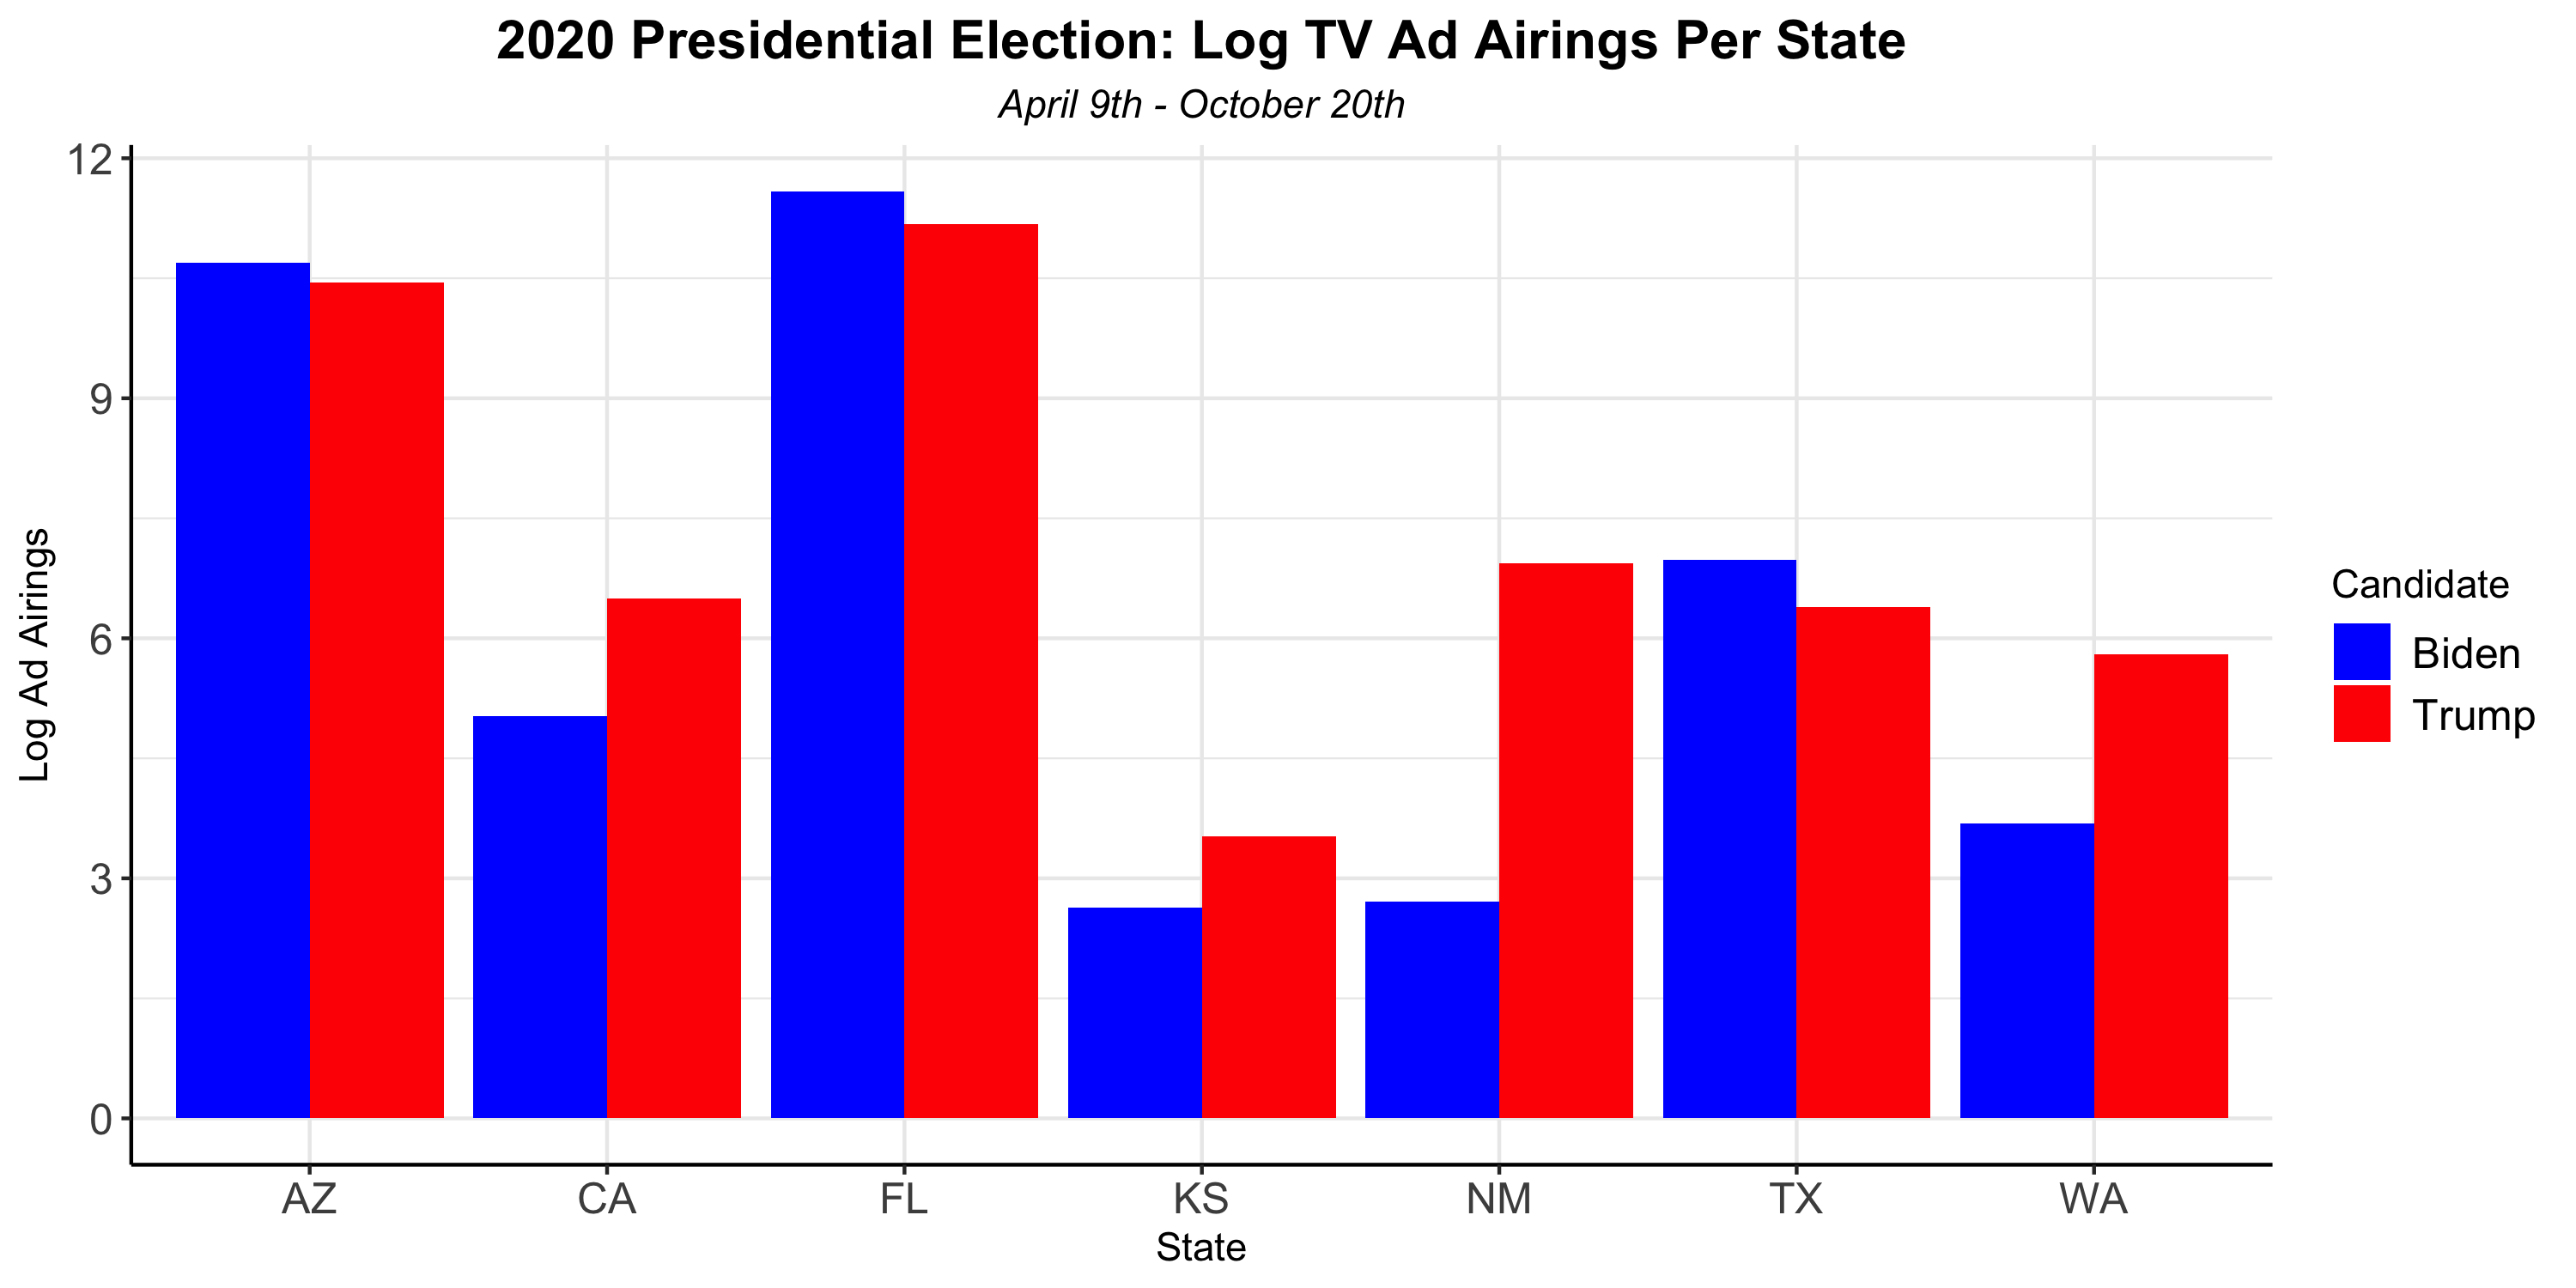 2020 Presidential Election: Log TV Ad Airings Per State
April 9th - October 20th
Log Ad Airings
12
9
6
3
0
AZ CA FL KS NM TX WA
State
Candidate
Biden
Trump